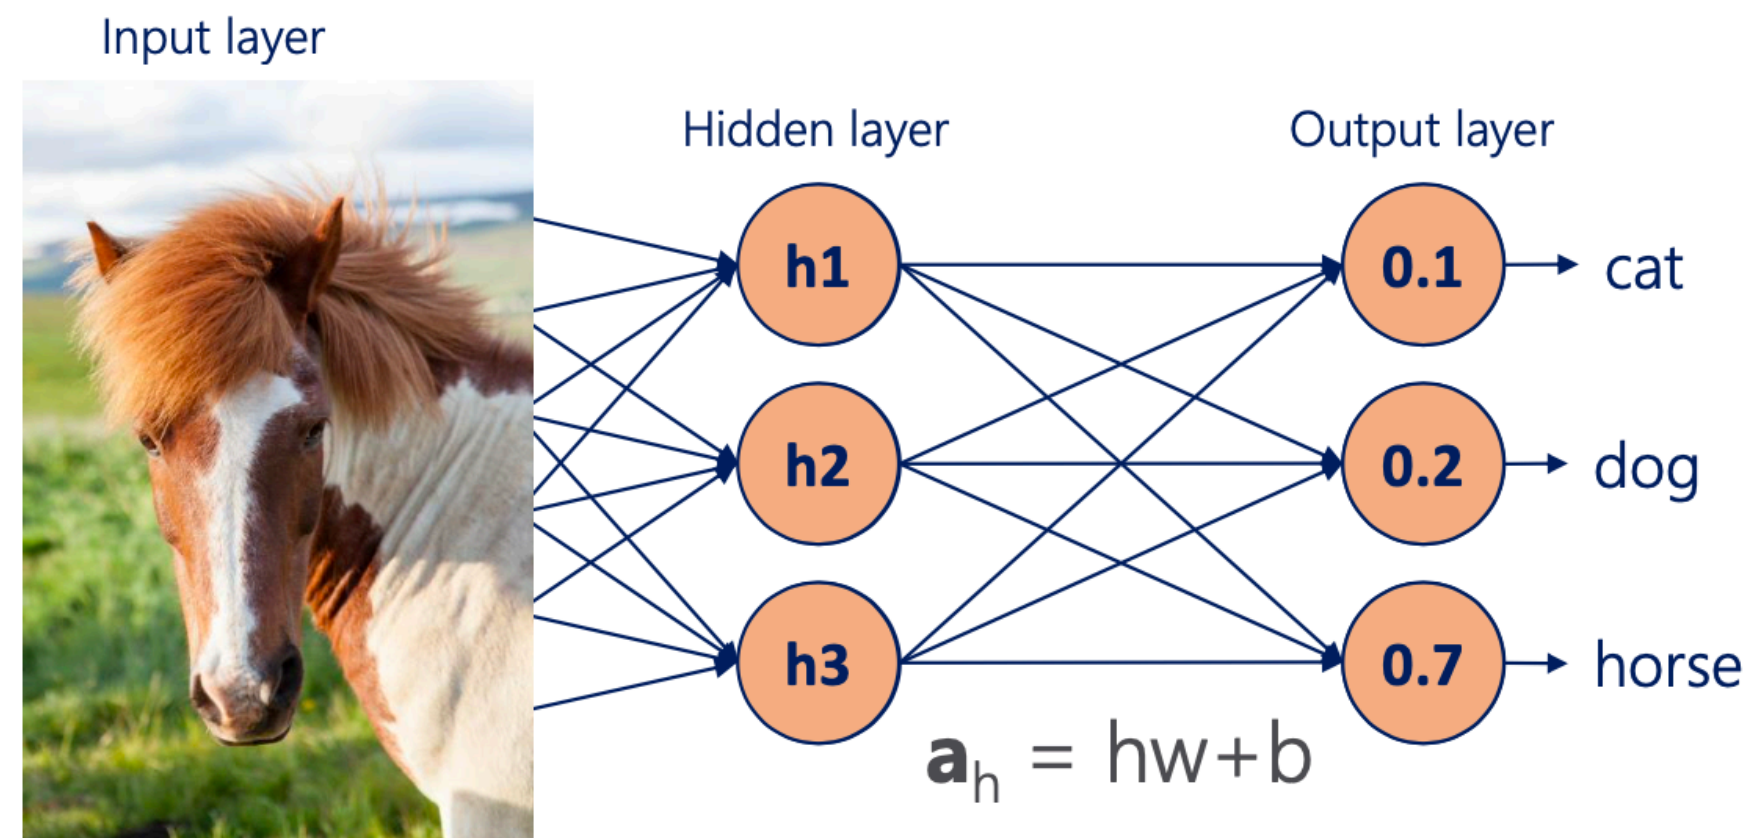 Input layer
Hidden layer
Output layer
h1
0.1
cat
h2
0.2
dog
h3
0.7
horse
aₕ = hw+b